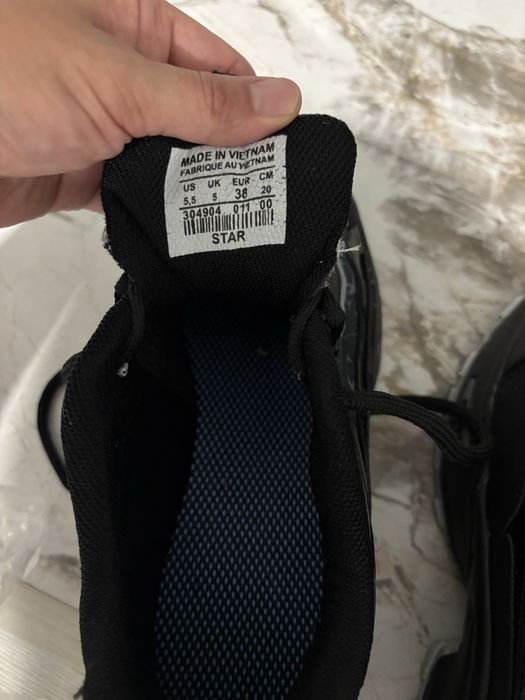 MADE IN VIETNAM
FABRIQUE AU VIETNAM
US UK EUR CM
5,5 5 38 20
304904 011 00
STAR